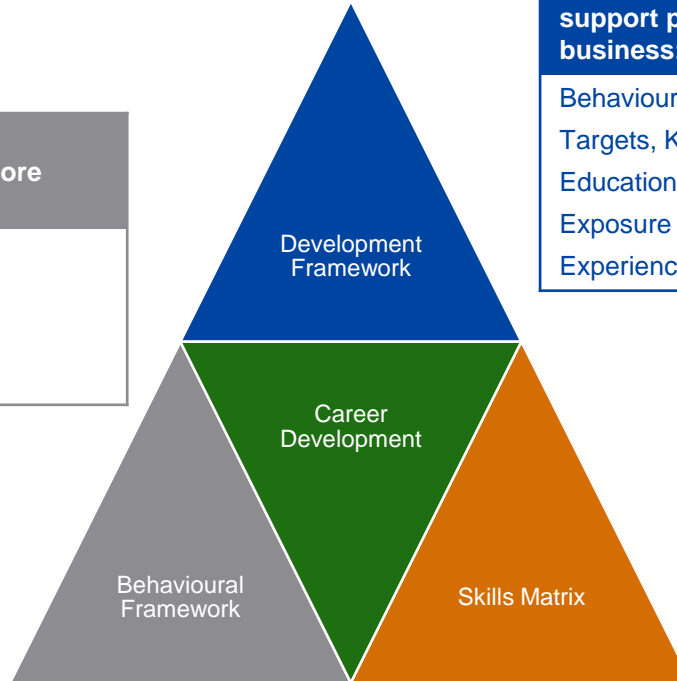 support p
business:
Behaviour
Targets, K
Education
Exposure
Experienc
ore
Development
Framework
Career
Development
Behavioural
Framework
Skills Matrix